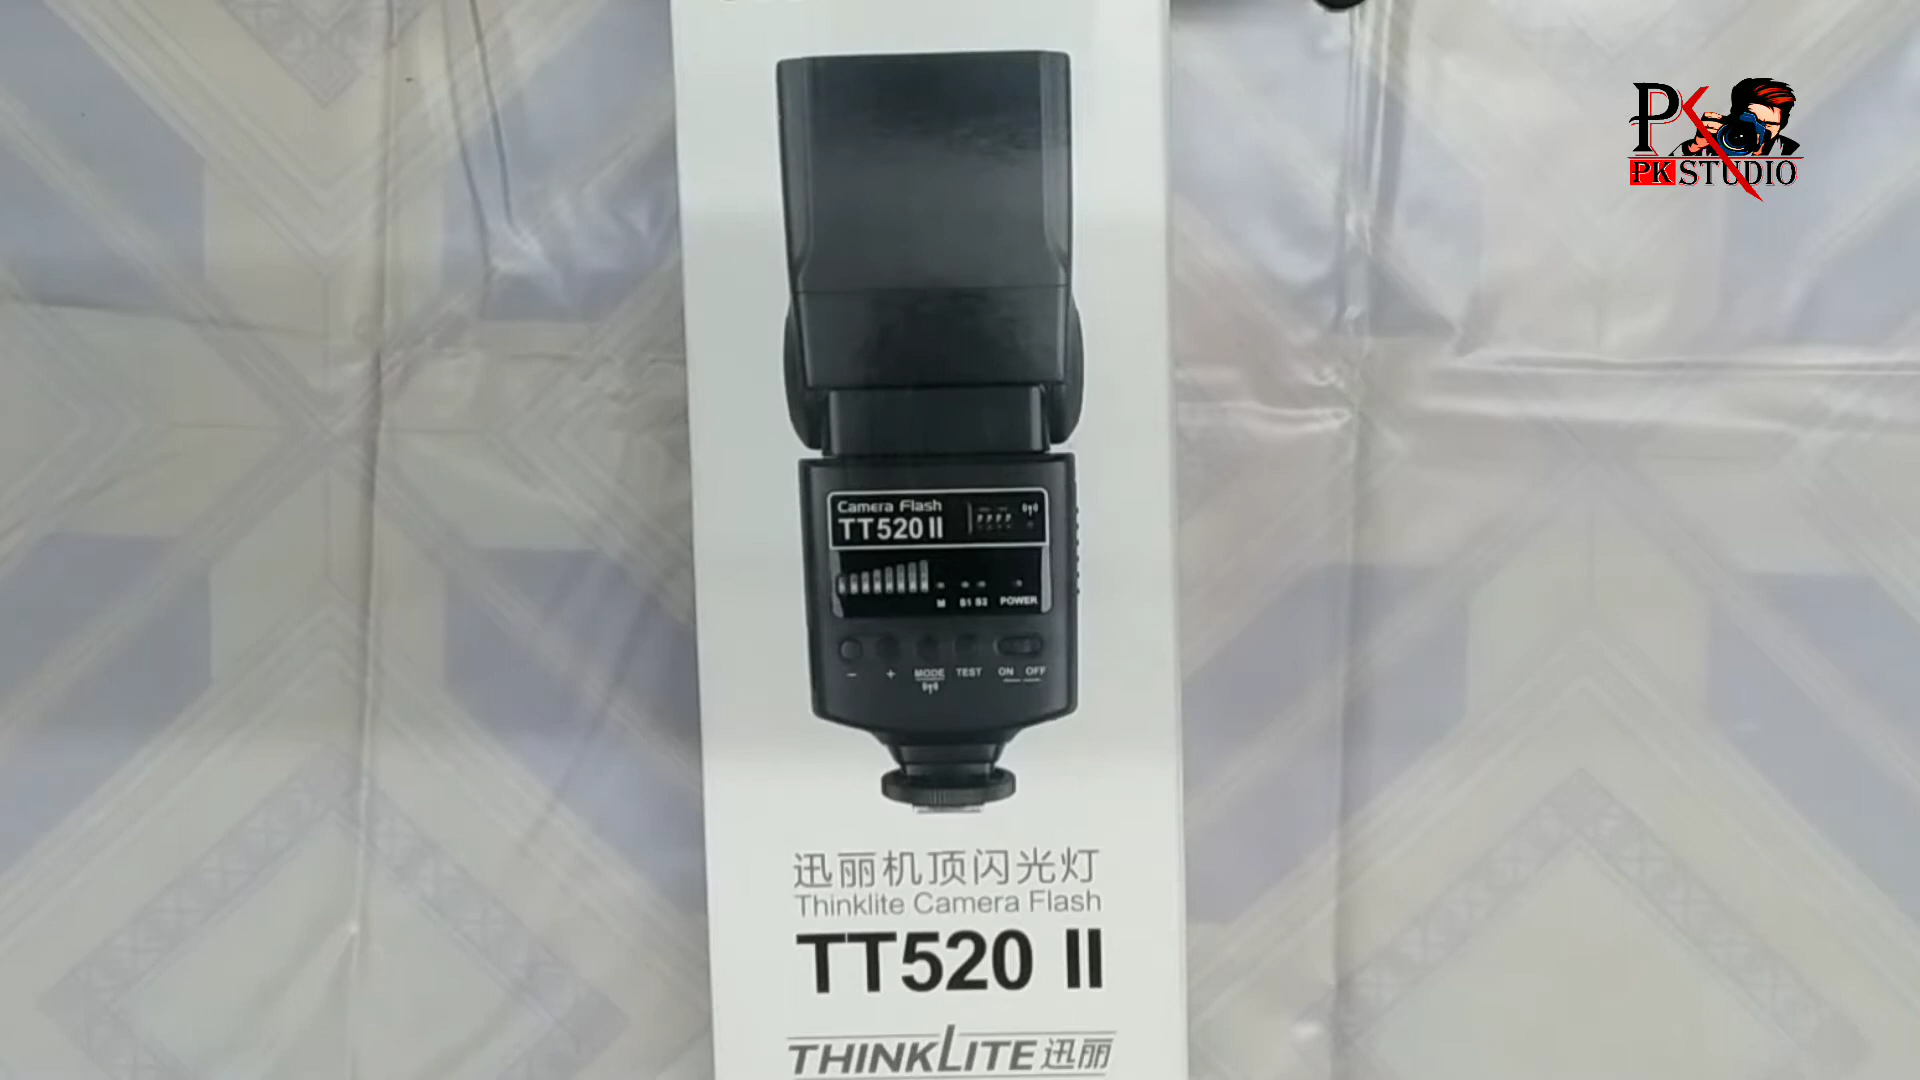 PK
PK STUDIO
Camera Flash
TT520 II
M S1 S2 POWER
- + MODE TEST ON OFF
迅丽机顶闪光灯
Thinklite Camera Flash
TT520 II
THINKLITE 迅丽